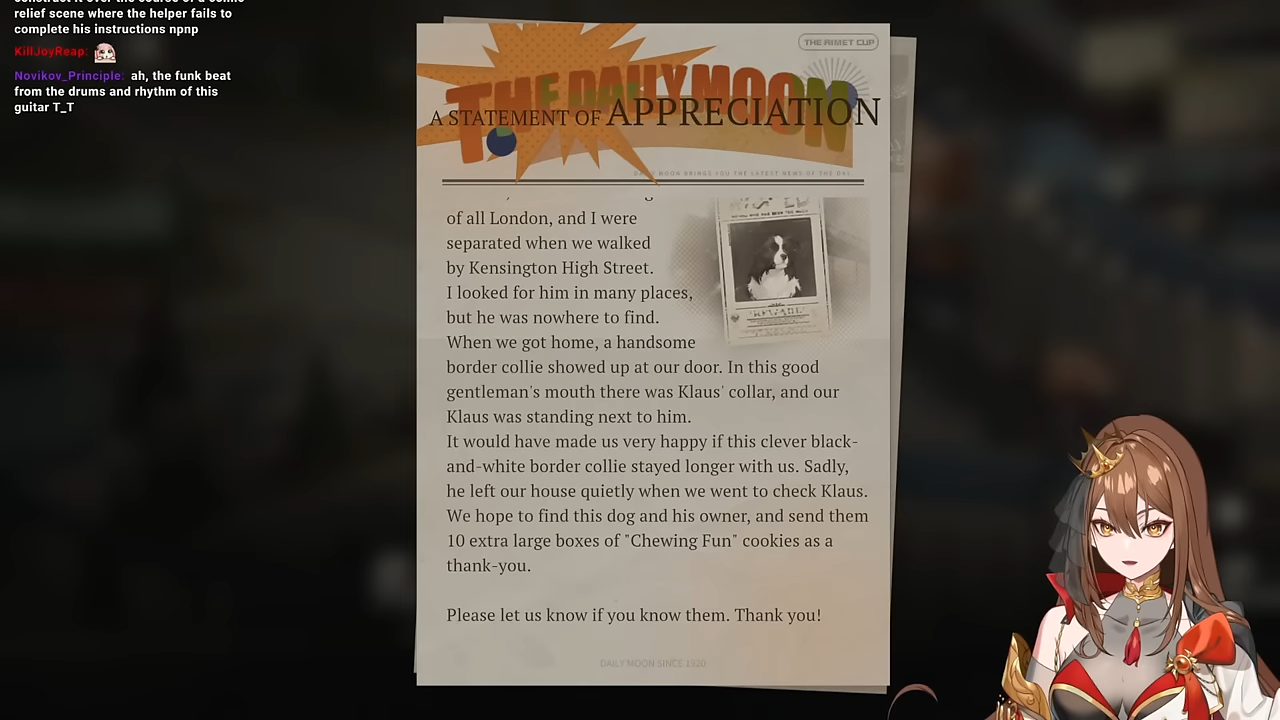 relief scene where the helper fails to
complete his instructions npnp
KillJoyReap:
Novikov_Principle: ah, the funk beat
from the drums and rhythm of this
guitar T_T
THE RIMET CUP
THE DAILY MOON
A STATEMENT OF APPRECIATION
DAILY MOON BRINGS YOU THE LATEST NEWS OF THE DAY
of all London, and I were
separated when we walked
by Kensington High Street.
I looked for him in many places,
but he was nowhere to find.
When we got home, a handsome
border collie showed up at our door. In this good
gentleman's mouth there was Klaus' collar, and our
Klaus was standing next to him.
It would have made us very happy if this clever black-
and-white border collie stayed longer with us. Sadly,
he left our house quietly when we went to check Klaus.
We hope to find this dog and his owner, and send them
10 extra large boxes of "Chewing Fun" cookies as a
thank-you.
Please let us know if you know them. Thank you!
DAILY MOON SINCE 1920